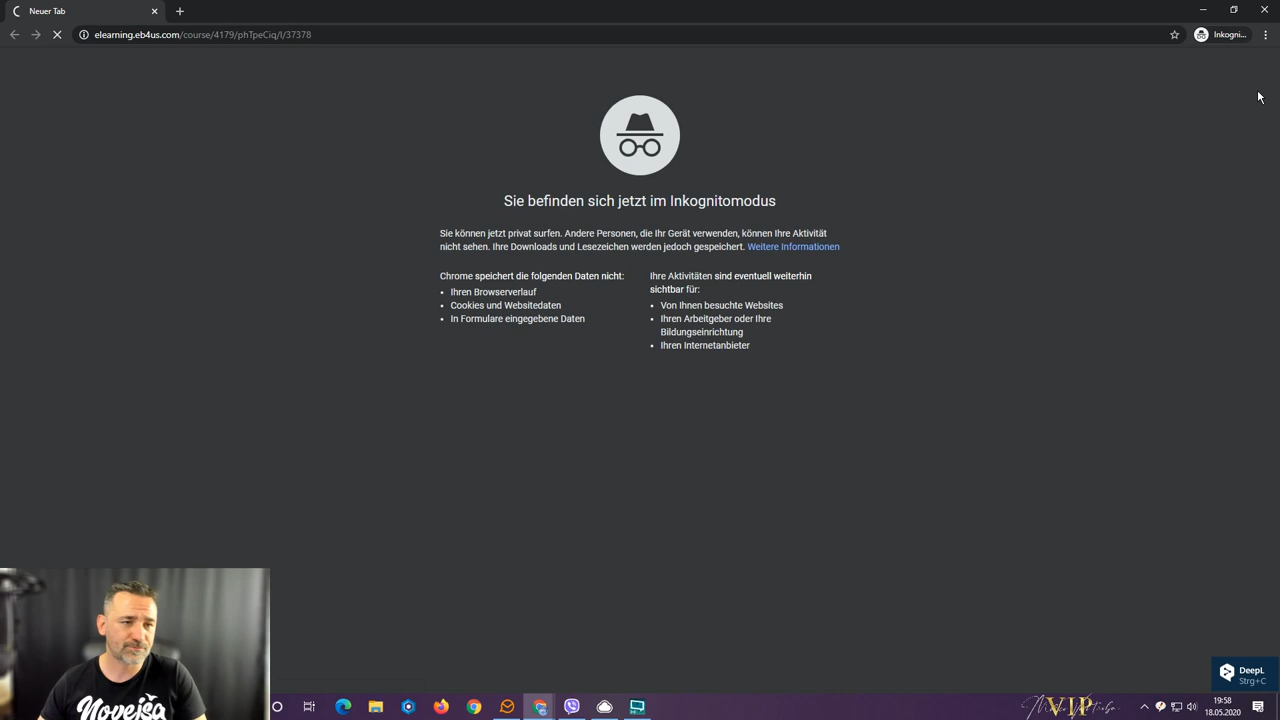 Neuer Tab
elearning.eb4us.com/course/4179/phTpeCiq/l/37378
Inkogni...
Sie befinden sich jetzt im Inkognitomodus
Sie können jetzt privat surfen. Andere Personen, die Ihr Gerät verwenden, können Ihre Aktivität
nicht sehen. Ihre Downloads und Lesezeichen werden jedoch gespeichert. Weitere Informationen
Chrome speichert die folgenden Daten nicht:
• Ihren Browserverlauf
• Cookies und Websitedaten
• In Formulare eingegebene Daten
Ihre Aktivitäten sind eventuell weiterhin
sichtbar für:
• Von Ihnen besuchte Websites
• Ihren Arbeitgeber oder Ihre
Bildungseinrichtung
• Ihren Internetanbieter
DeepL
Strg+C
Novejša
VIP
19:58
18.05.2020